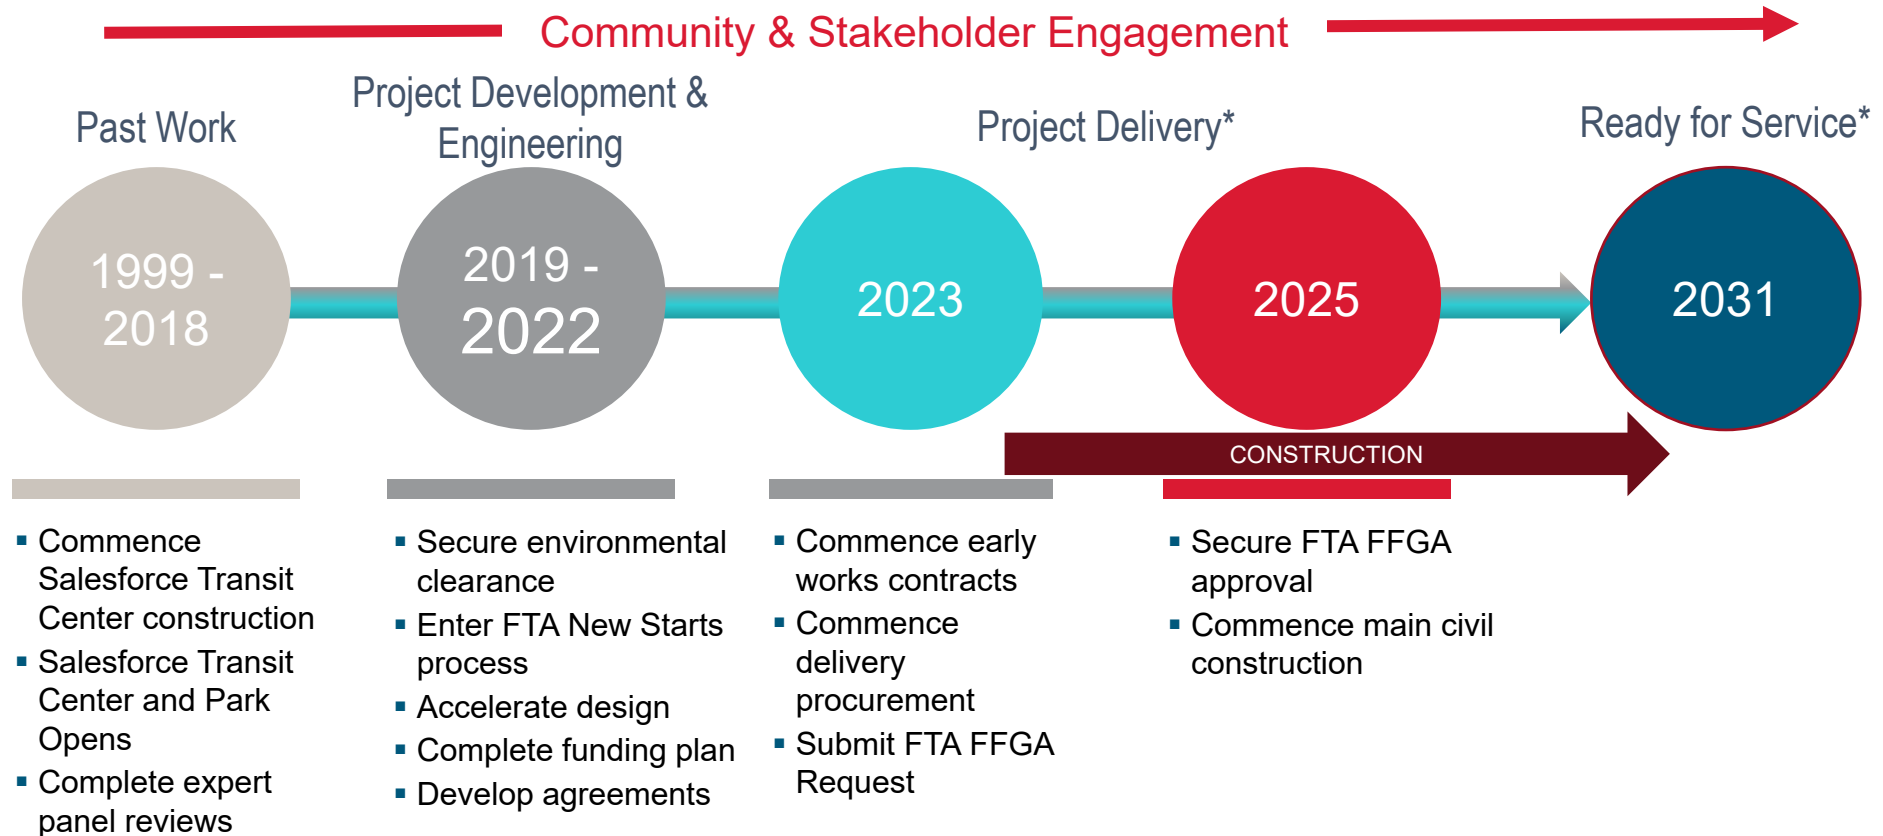 Community & Stakeholder Engagement
Past Work
Project Development &
Engineering
Project Delivery*
Ready for Service*
1999 -
2018
2019 -
2022
2023
2025
2031
CONSTRUCTION
▪ Commence
Salesforce Transit
Center construction
▪ Salesforce Transit
Center and Park
Opens
▪ Complete expert
panel reviews
▪ Secure environmental
clearance
▪ Enter FTA New Starts
process
▪ Accelerate design
▪ Complete funding plan
▪ Develop agreements
▪ Commence early
works contracts
▪ Commence
delivery
procurement
▪ Submit FTA FFGA
Request
▪ Secure FTA FFGA
approval
▪ Commence main civil
construction